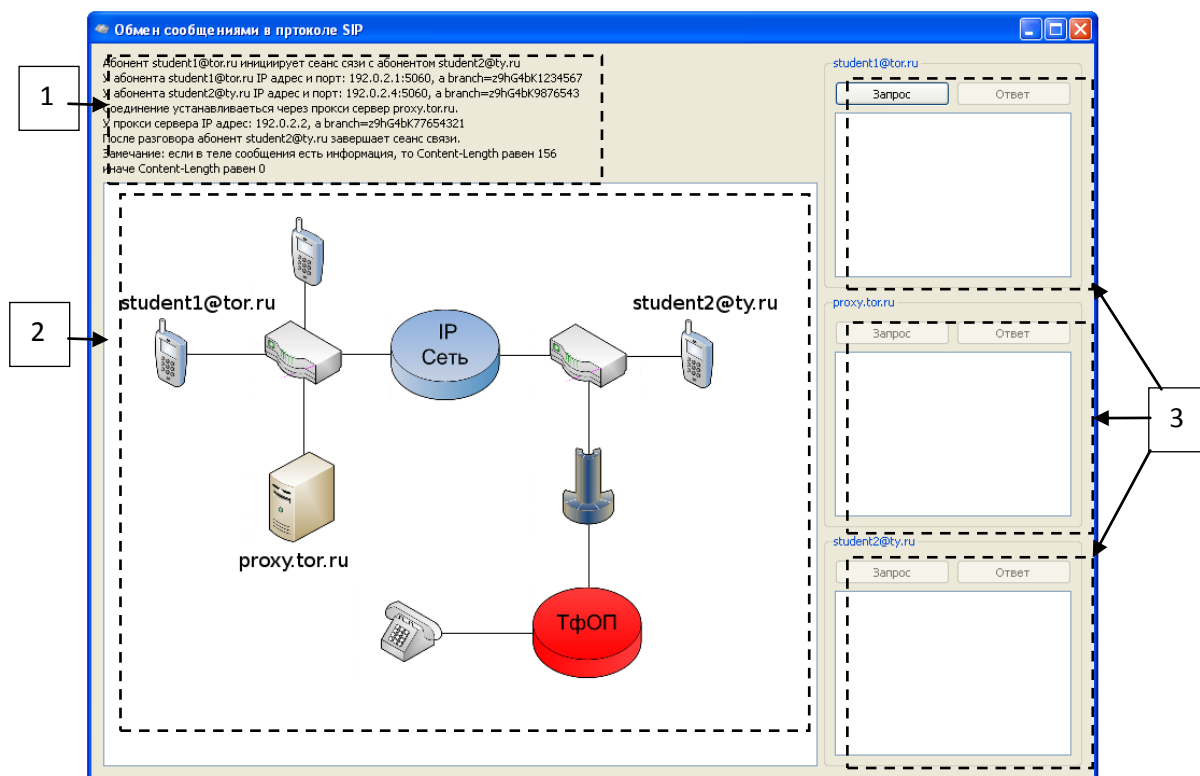 Обмен сообщениями в пртоколе SIP
Абонент student1@tor.ru инициирует сеанс сязи с абонентом student2@ty.ru
У абонента student1@tor.ru IP адрес и порт: 192.0.2.1:5060, а branch=z9hG4bK1234567
У абонента student2@ty.ru IP адрес и порт: 192.0.2.4:5060, а branch=z9hG4bK9876543
Соединение устанавливаеться через прокси сервер proxy.tor.ru.
У прокси сервера IP адрес: 192.0.2.2, а branch=z9hG4bK77654321
После разговора абонент student2@ty.ru завершает сеанс связи.
Замечание: если в теле сообщения есть информация, то Content-Length равен 156
иначе Content-Length равен 0
1
student1@tor.ru
Запрос
Ответ
2
student1@tor.ru
student2@ty.ru
IP
Сеть
proxy.tor.ru
ТфОП
proxy.tor.ru
Запрос
Ответ
3
student2@ty.ru
Запрос
Ответ